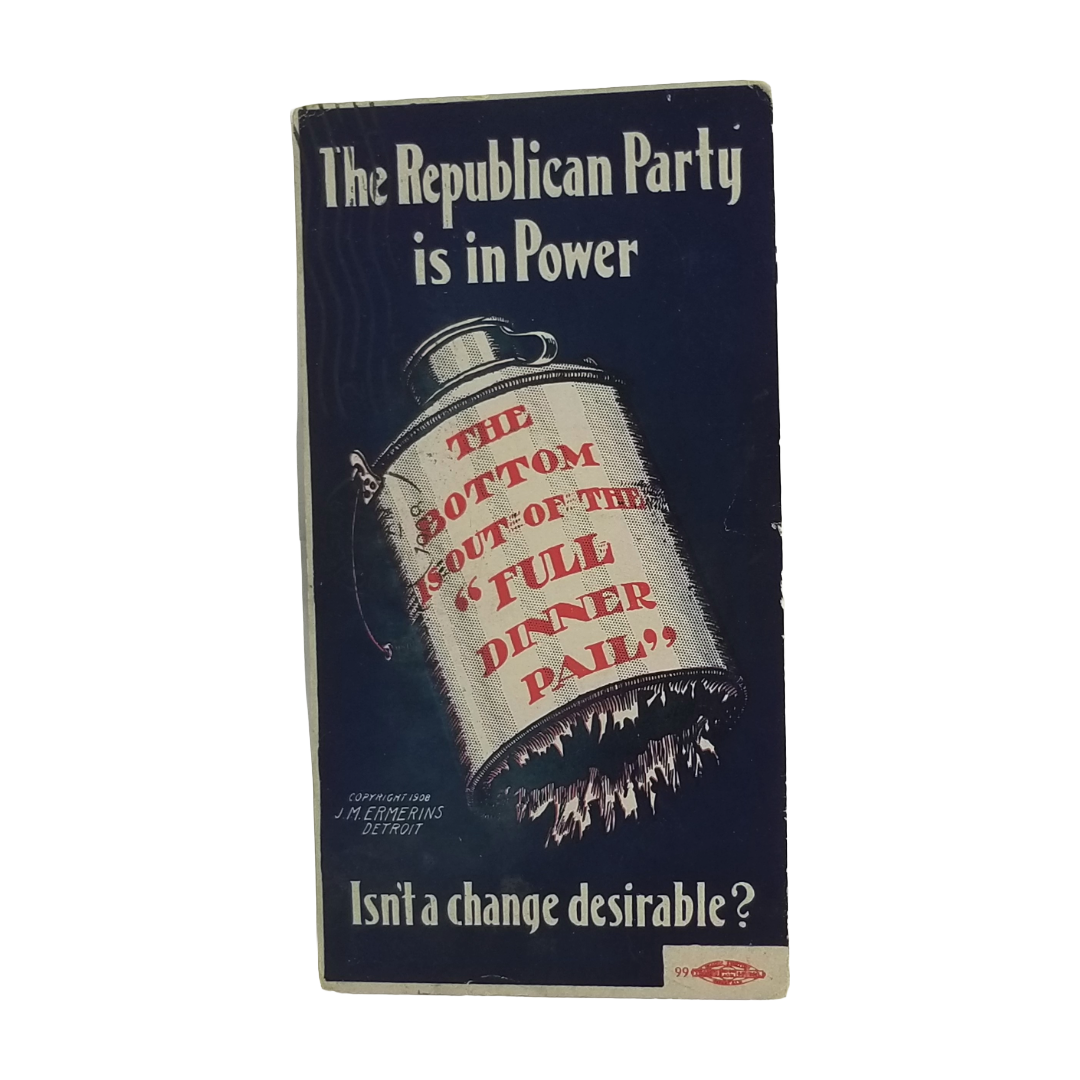 The Republican Party
is in Power
THE
BOTTOM
IS OUT OF THE
"FULL
DINNER
PAIL"
COPYRIGHT 1908
J. M. ERMERINS
DETROIT
Isn't a change desirable?
99